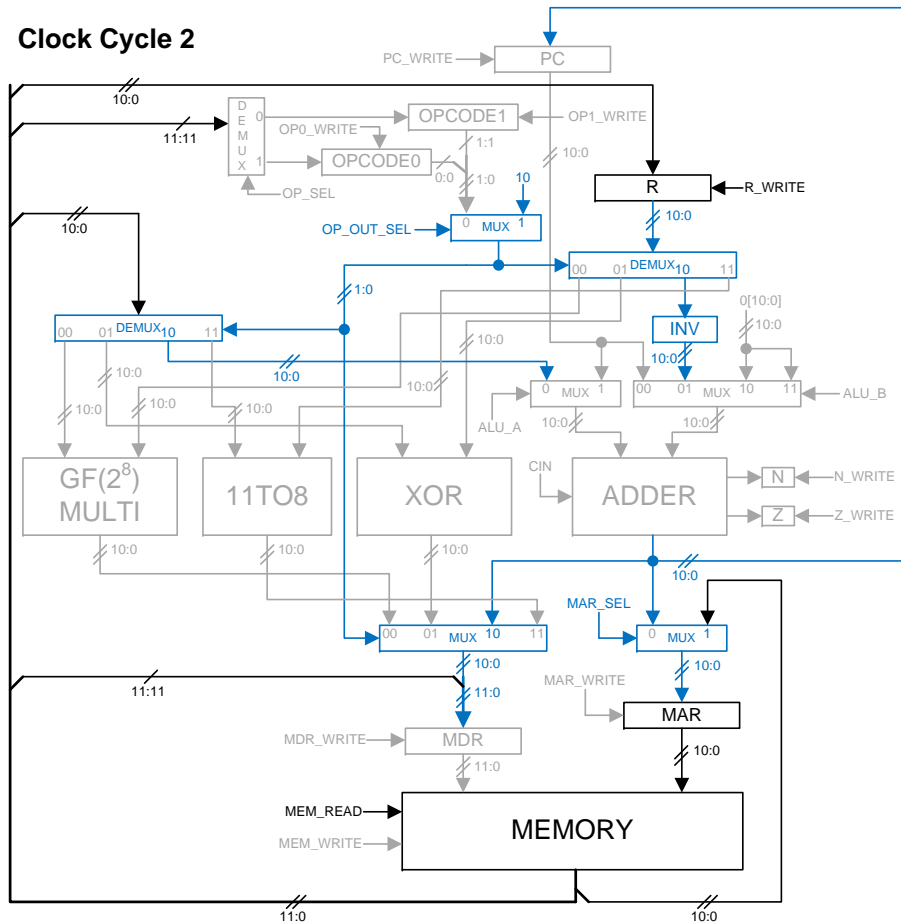 Clock Cycle 2
PC_WRITE
PC
10:0
DEMUX
0
1
11:11
OPCODE1
OP1_WRITE
OP0_WRITE
1:1
10:0
OPCODE0
0:0
1:0
10
OP_SEL
R
R_WRITE
10:0
10:0
OP_OUT_SEL
0
MUX
1
00
01
DEMUX
10
11
1:0
0[10:0]
10:0
00
01
DEMUX
10
11
INV
10:0
10:0
10:0
10:0
10:0
0
MUX
1
00
01
MUX
10
11
ALU_B
10:0
10:0
10:0
10:0
ALU_A
10:0
10:0
GF(2⁸)
MULTI
11TO8
XOR
CIN
ADDER
N
N_WRITE
Z
Z_WRITE
10:0
10:0
10:0
10:0
MAR_SEL
00
01
MUX
10
11
0
MUX
1
10:0
10:0
11:11
11:0
MAR_WRITE
MAR
MDR_WRITE
MDR
10:0
11:0
MEM_READ
MEMORY
MEM_WRITE
11:0
10:0